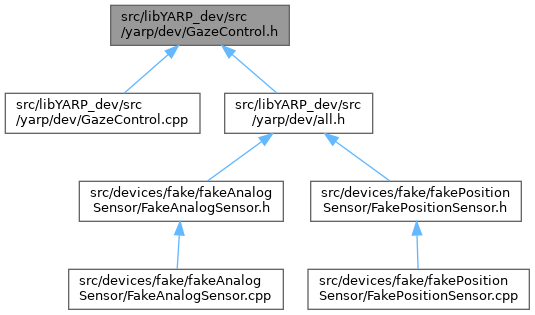 src/libYARP_dev/src
/yarp/dev/GazeControl.h
src/libYARP_dev/src
/yarp/dev/GazeControl.cpp
src/libYARP_dev/src
/yarp/dev/all.h
src/devices/fake/fakeAnalog
Sensor/FakeAnalogSensor.h
src/devices/fake/fakePosition
Sensor/FakePositionSensor.h
src/devices/fake/fakeAnalog
Sensor/FakeAnalogSensor.cpp
src/devices/fake/fakePosition
Sensor/FakePositionSensor.cpp